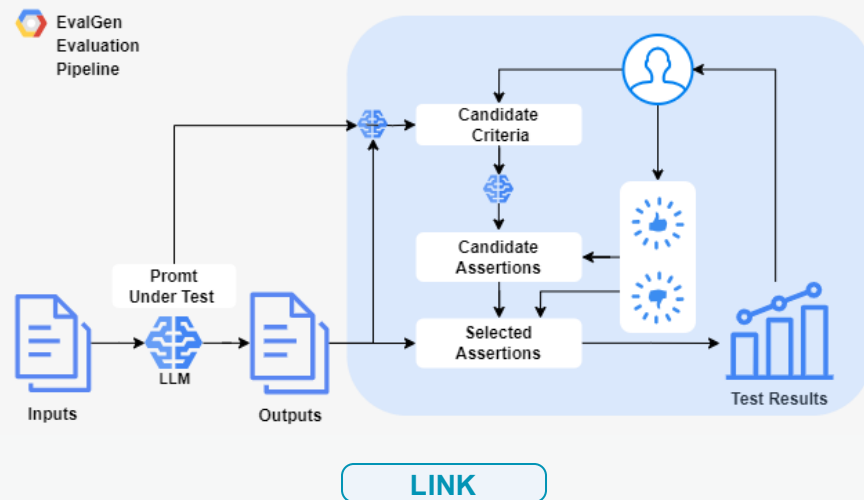 EvalGen
Evaluation
Pipeline
Candidate
Criteria
Candidate
Assertions
Promt
Under Test
Selected
Assertions
LLM
Inputs
Outputs
Test Results
LINK